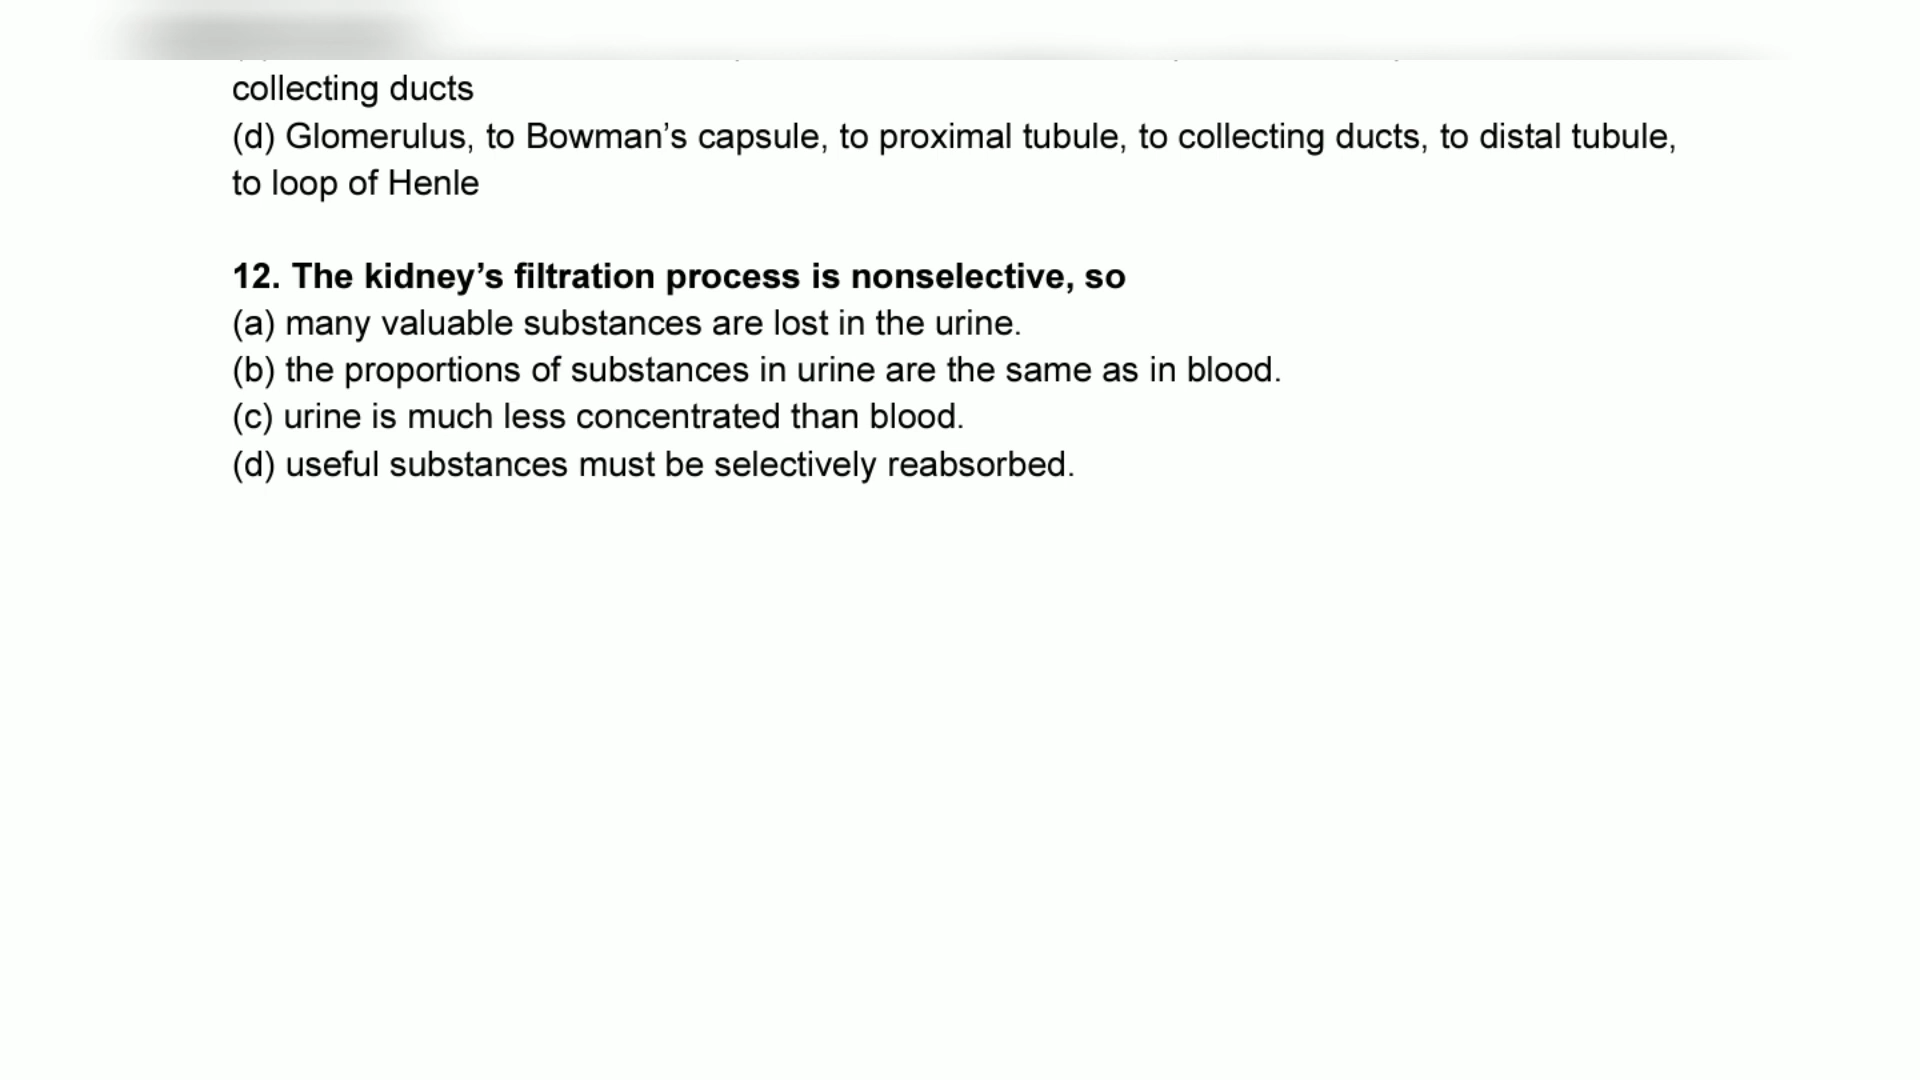 collecting ducts
(d) Glomerulus, to Bowman’s capsule, to proximal tubule, to collecting ducts, to distal tubule,
to loop of Henle
12. The kidney’s filtration process is nonselective, so
(a) many valuable substances are lost in the urine.
(b) the proportions of substances in urine are the same as in blood.
(c) urine is much less concentrated than blood.
(d) useful substances must be selectively reabsorbed.